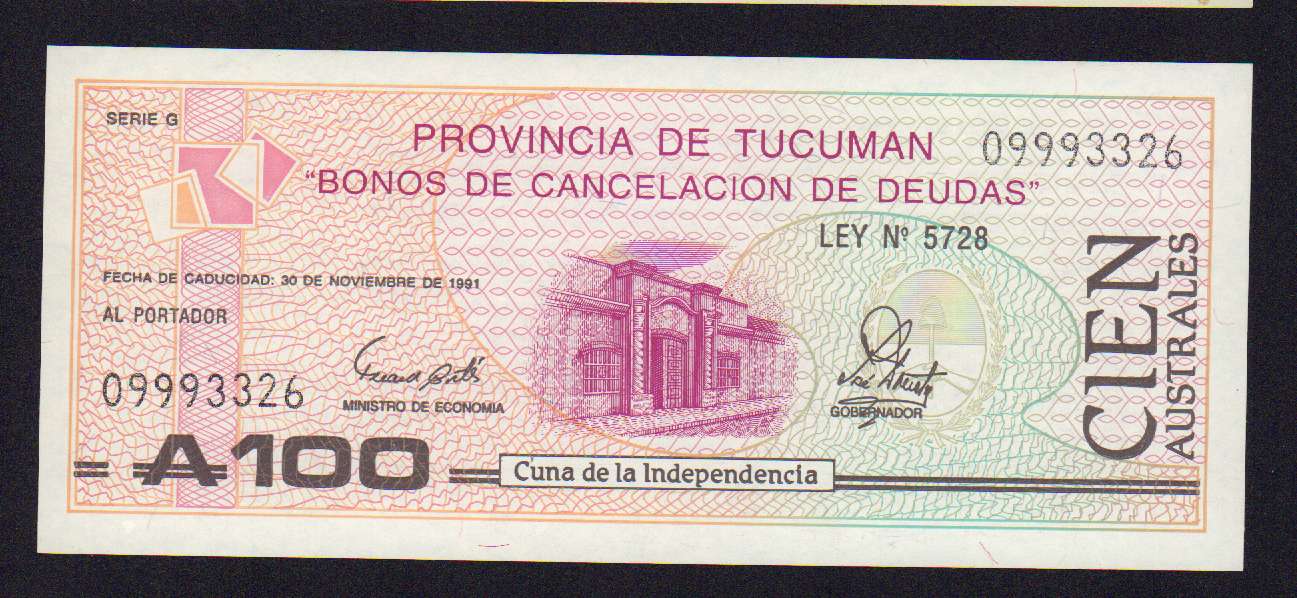 SERIE G
PROVINCIA DE TUCUMAN
09993326
"BONOS DE CANCELACION DE DEUDAS"
LEY Nº 5728
FECHA DE CADUCIDAD: 30 DE NOVIEMBRE DE 1991
AL PORTADOR
09993326
MINISTRO DE ECONOMIA
GOBERNADOR
CIEN
AUSTRALES
A100
Cuna de la Independencia